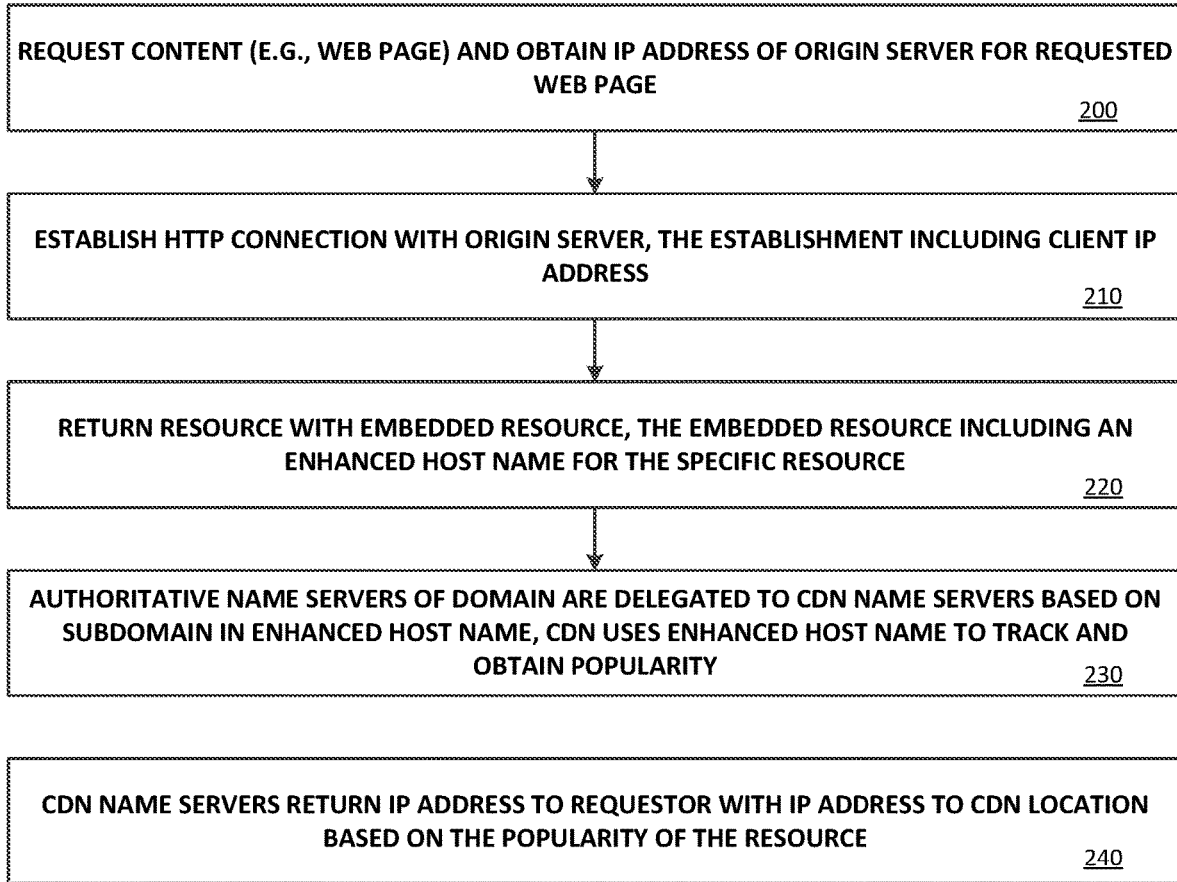 REQUEST CONTENT (E.G., WEB PAGE) AND OBTAIN IP ADDRESS OF ORIGIN SERVER FOR REQUESTED
WEB PAGE
200
ESTABLISH HTTP CONNECTION WITH ORIGIN SERVER, THE ESTABLISHMENT INCLUDING CLIENT IP
ADDRESS
210
RETURN RESOURCE WITH EMBEDDED RESOURCE, THE EMBEDDED RESOURCE INCLUDING AN
ENHANCED HOST NAME FOR THE SPECIFIC RESOURCE
220
AUTHORITATIVE NAME SERVERS OF DOMAIN ARE DELEGATED TO CDN NAME SERVERS BASED ON
SUBDOMAIN IN ENHANCED HOST NAME, CDN USES ENHANCED HOST NAME TO TRACK AND
OBTAIN POPULARITY
230
CDN NAME SERVERS RETURN IP ADDRESS TO REQUESTOR WITH IP ADDRESS TO CDN LOCATION
BASED ON THE POPULARITY OF THE RESOURCE
240